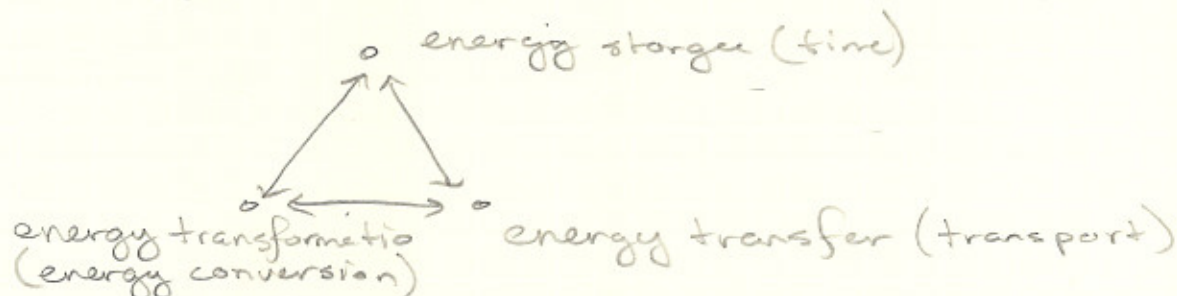 energy storgee (time)
energy transformatio
(energy conversion)
energy transfer (transport)